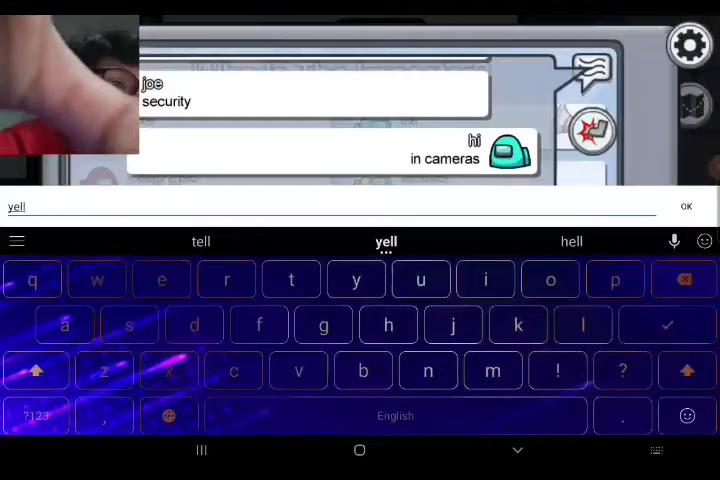 joe
security
hi
in cameras
yell
OK
tell yell hell
q w e r t y u i o p
a s d f g h j k l
z x c v b n m ! ?
?123 , English .